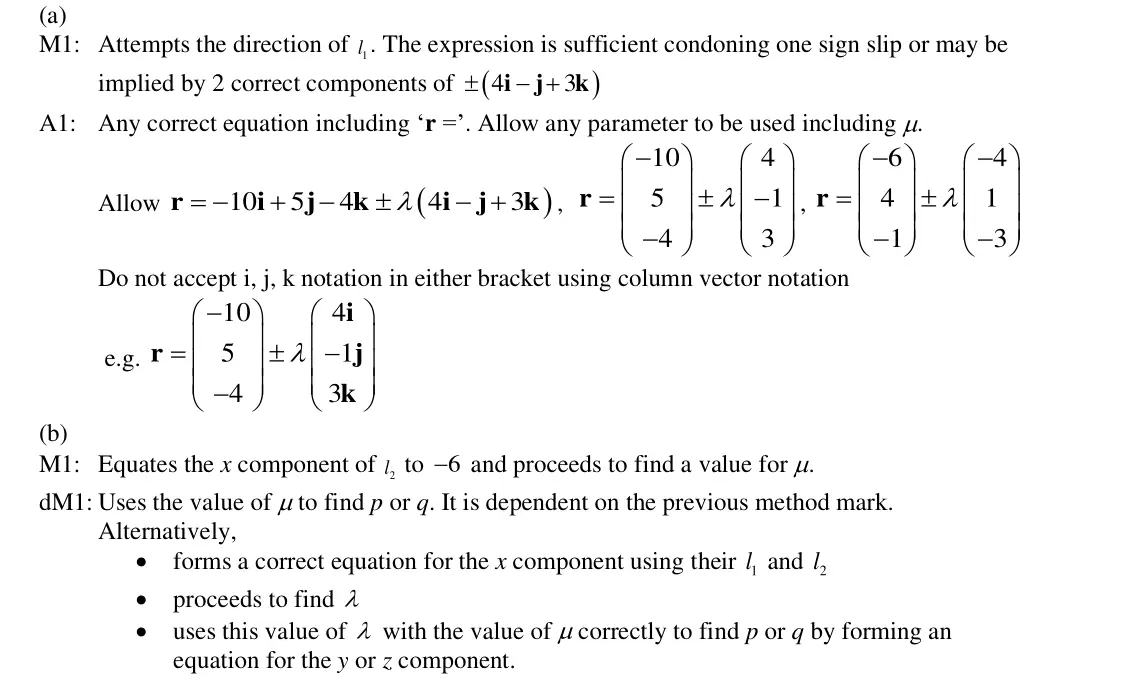 (a)
M1: Attempts the direction of l₁. The expression is sufficient condoning one sign slip or may be
implied by 2 correct components of ±(4i − j + 3k)
A1: Any correct equation including ‘r =’. Allow any parameter to be used including μ.
Allow r = −10i + 5j − 4k ± λ(4i − j + 3k), r = (−10 5 −4) ± λ(4 −1 3), r = (−6 4 −1) ± λ(−4 1 −3)
Do not accept i, j, k notation in either bracket using column vector notation
e.g. r = (−10 5 −4) ± λ(4i −1j 3k)
(b)
M1: Equates the x component of l₂ to −6 and proceeds to find a value for μ.
dM1: Uses the value of μ to find p or q. It is dependent on the previous method mark.
Alternatively,
• forms a correct equation for the x component using their l₁ and l₂
• proceeds to find λ
• uses this value of λ with the value of μ correctly to find p or q by forming an
equation for the y or z component.